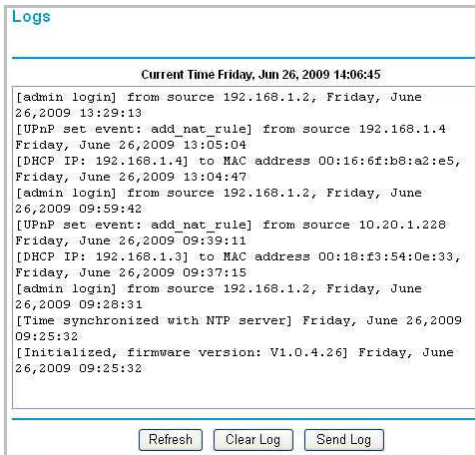 Logs
Current Time Friday, Jun 26, 2009 14:06:45
[admin login] from source 192.168.1.2, Friday, June
26,2009 13:29:13
[UPnP set event: add_nat_rule] from source 192.168.1.4
Friday, June 26,2009 13:05:04
[DHCP IP: 192.168.1.4] to MAC address 00:16:6f:b8:a2:e5,
Friday, June 26,2009 13:04:47
[admin login] from source 192.168.1.2, Friday, June
26,2009 09:59:42
[UPnP set event: add_nat_rule] from source 10.20.1.228
Friday, June 26,2009 09:39:11
[DHCP IP: 192.168.1.3] to MAC address 00:18:f3:54:0e:33,
Friday, June 26,2009 09:37:15
[admin login] from source 192.168.1.2, Friday, June
26,2009 09:28:31
[Time synchronized with NTP server] Friday, June 26,2009
09:25:32
[Initialized, firmware version: V1.0.4.26] Friday, June
26,2009 09:25:32
Refresh Clear Log Send Log